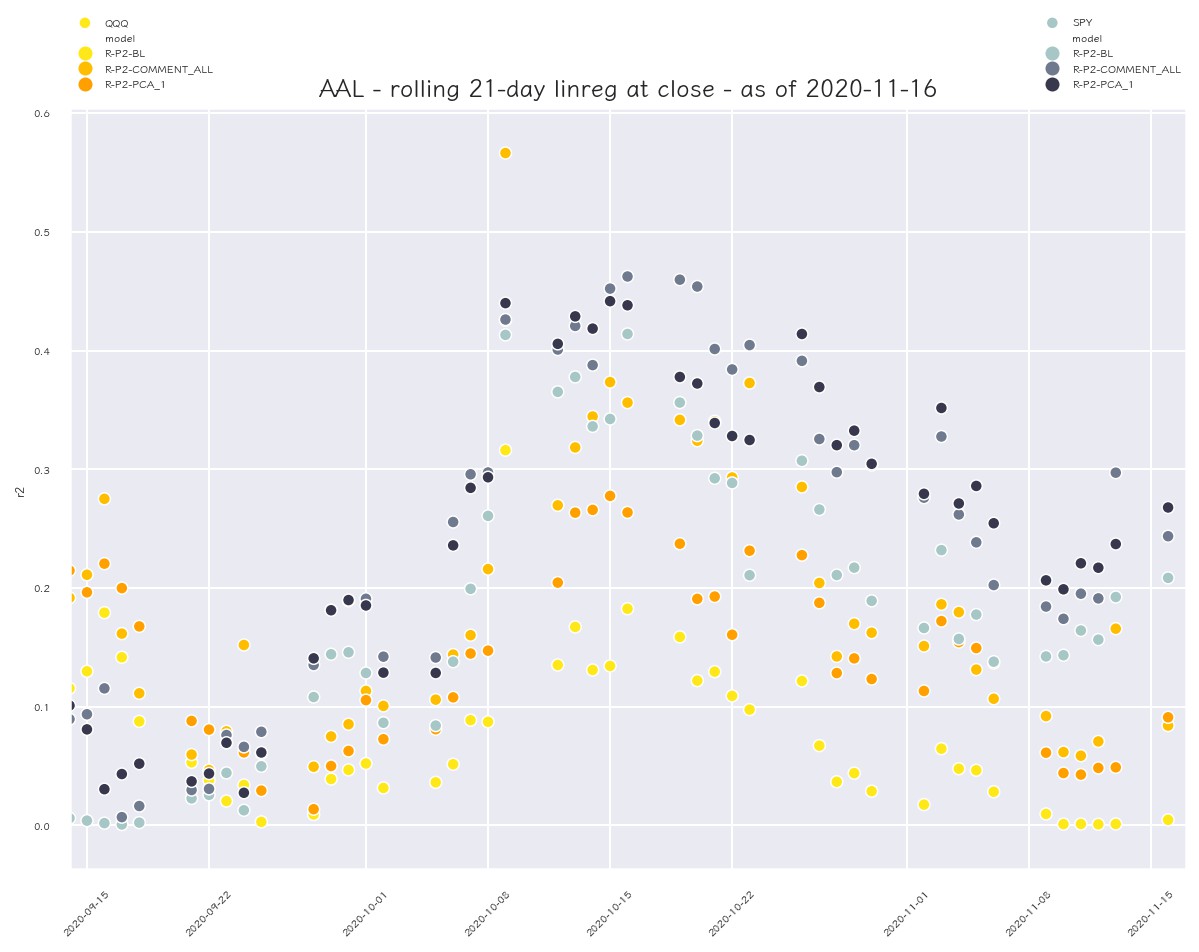 QQQ
model
R-P2-BL
R-P2-COMMENT_ALL
R-P2-PCA_1
SPY
model
R-P2-BL
R-P2-COMMENT_ALL
R-P2-PCA_1
AAL - rolling 21-day linreg at close - as of 2020-11-16
0.6
0.5
0.4
0.3
0.2
0.1
0.0
r2
2020-09-15
2020-09-22
2020-10-01
2020-10-08
2020-10-15
2020-10-22
2020-11-01
2020-11-08
2020-11-15